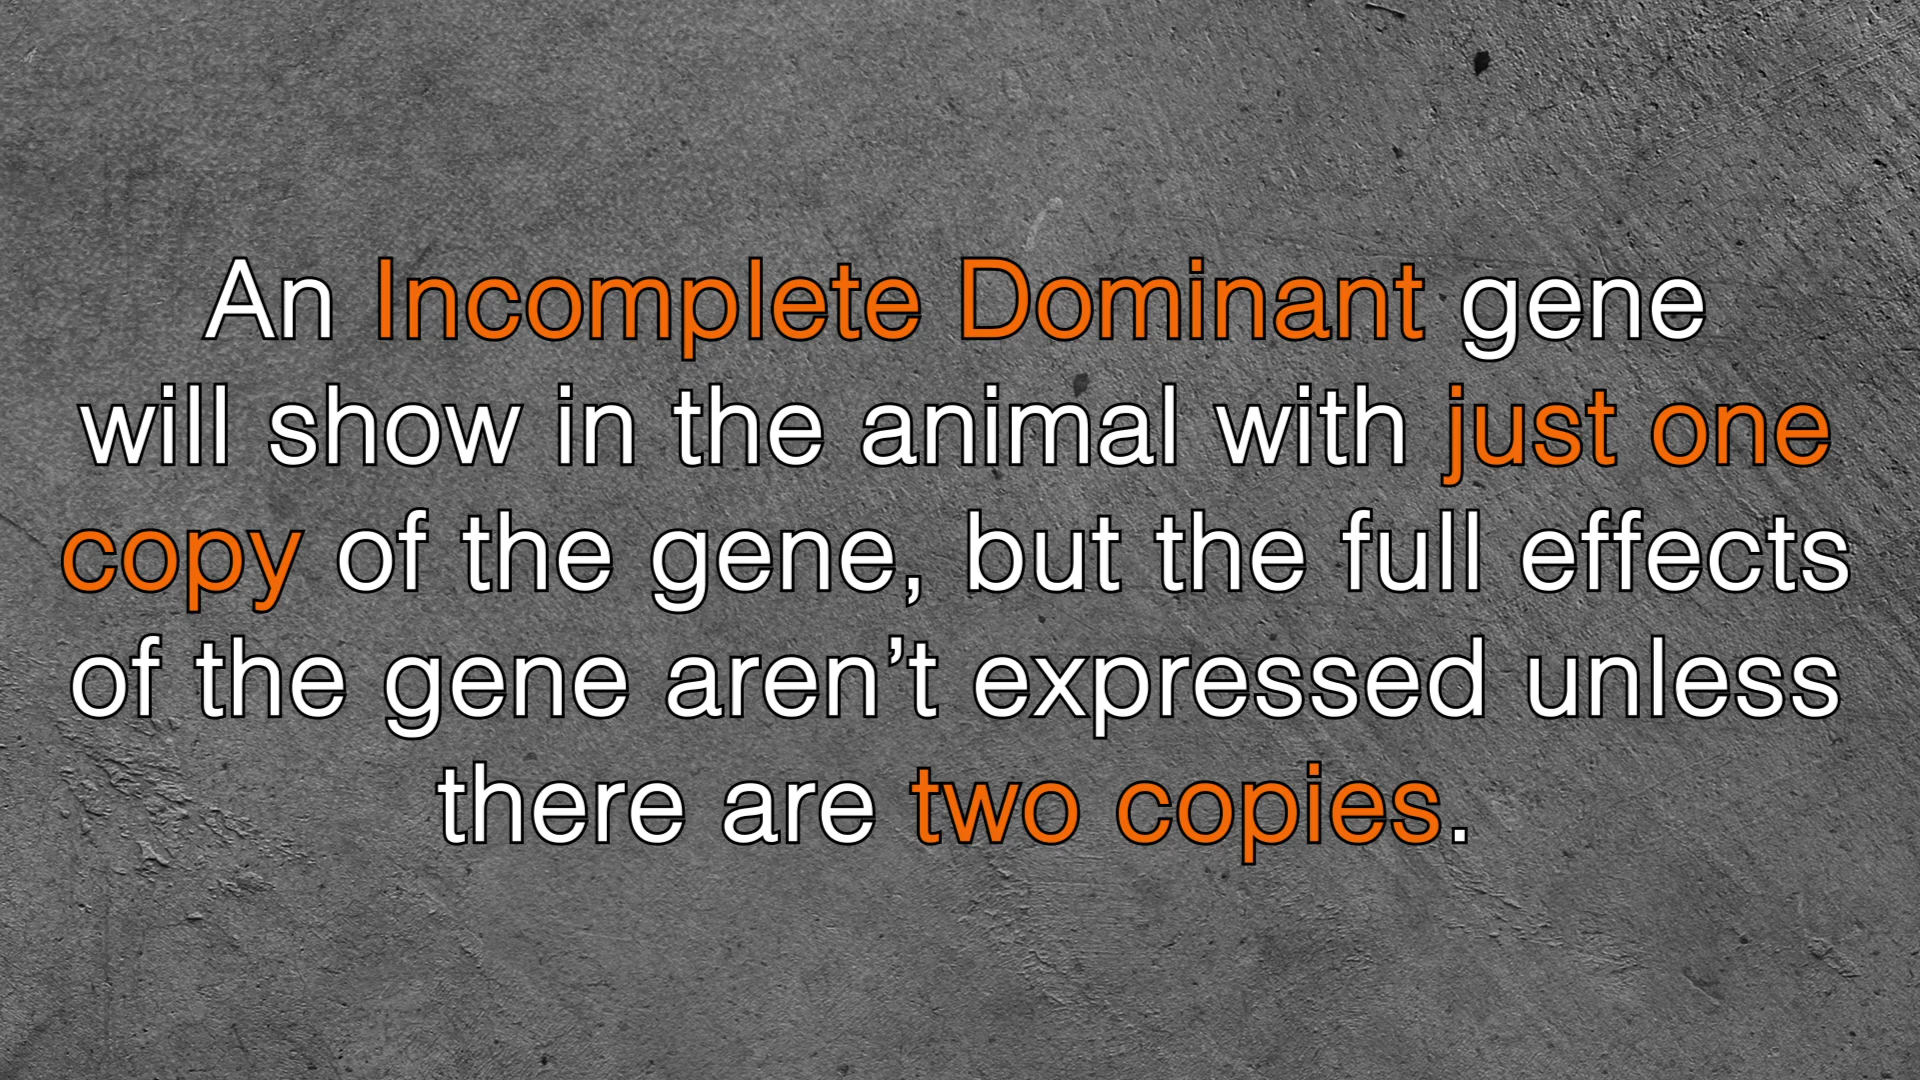 An Incomplete Dominant gene
will show in the animal with just one
copy of the gene, but the full effects
of the gene aren’t expressed unless
there are two copies.